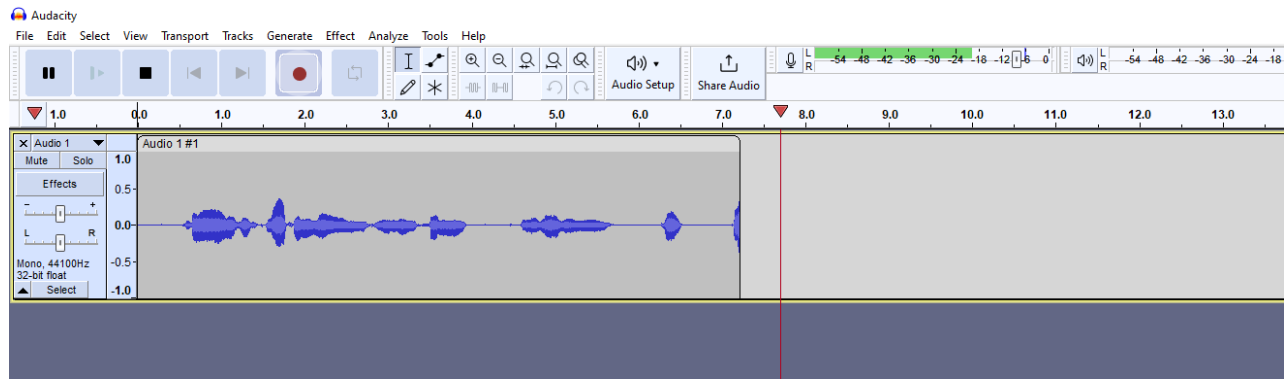 Audacity
File Edit Select View Transport Tracks Generate Effect Analyze Tools Help
L
R
-54 -48 -42 -36 -30 -24 -18 -12 -6 0
L
R
-54 -48 -42 -36 -30 -24 -18
Audio Setup
Share Audio
1.0 0.0 1.0 2.0 3.0 4.0 5.0 6.0 7.0 8.0 9.0 10.0 11.0 12.0 13.0
Audio 1
Audio 1 #1
Mute Solo
1.0
Effects
0.5
- +
0.0
L R
-0.5
Mono, 44100Hz
32-bit float
Select
-1.0